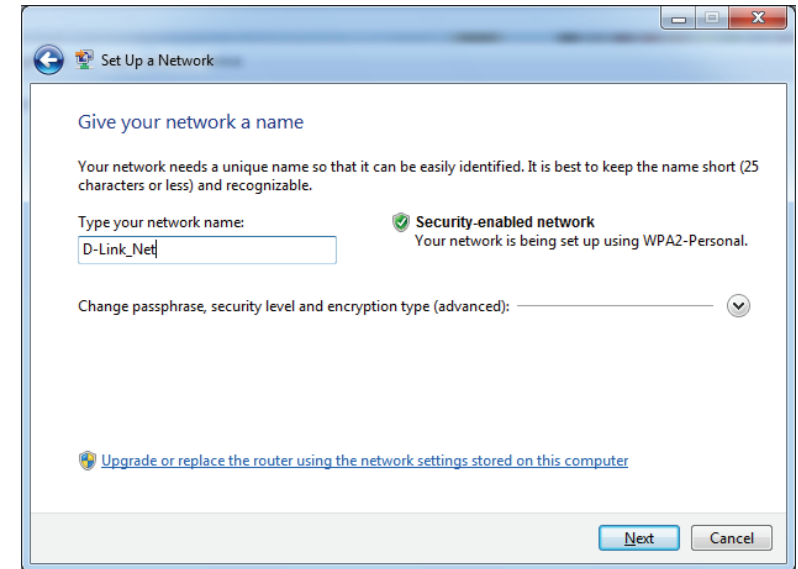 Set Up a Network
Give your network a name
Your network needs a unique name so that it can be easily identified. It is best to keep the name short (25
characters or less) and recognizable.
Type your network name:
D-Link_Net
Security-enabled network
Your network is being set up using WPA2-Personal.
Change passphrase, security level and encryption type (advanced):
Upgrade or replace the router using the network settings stored on this computer
Next
Cancel